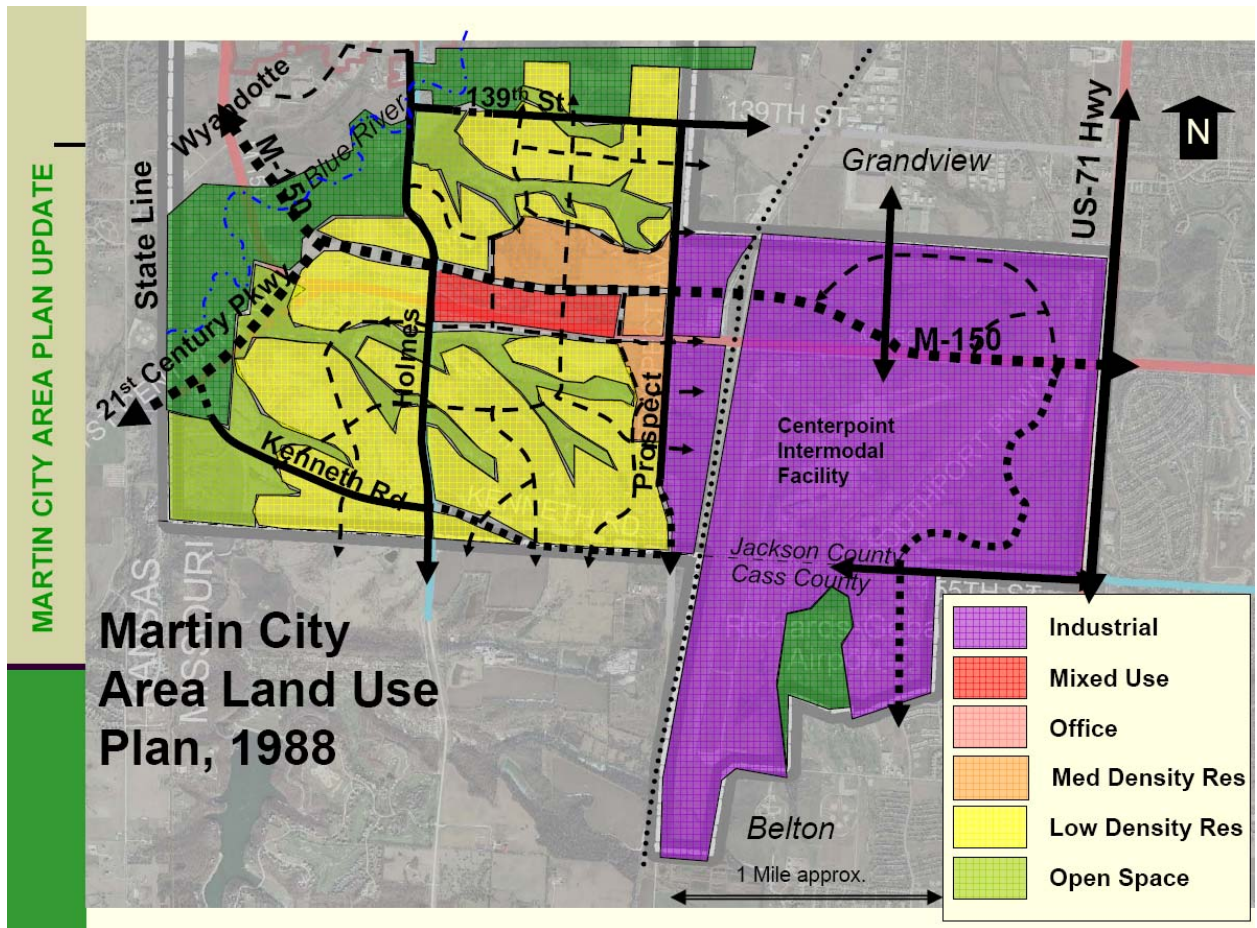 MARTIN CITY AREA PLAN UPDATE
Wyandotte
M-150
Blue River
139th St
139TH ST
Grandview
US-71 Hwy
N
State Line
21st Century Pkwy
Holmes
Prospect
M-150
Kenneth Rd
KENNETH RD
Centerpoint
Intermodal
Facility
Jackson County
Cass County
55TH ST
MISSOURI
Martin City
Area Land Use
Plan, 1988
Belton
1 Mile approx.
Industrial
Mixed Use
Office
Med Density Res
Low Density Res
Open Space